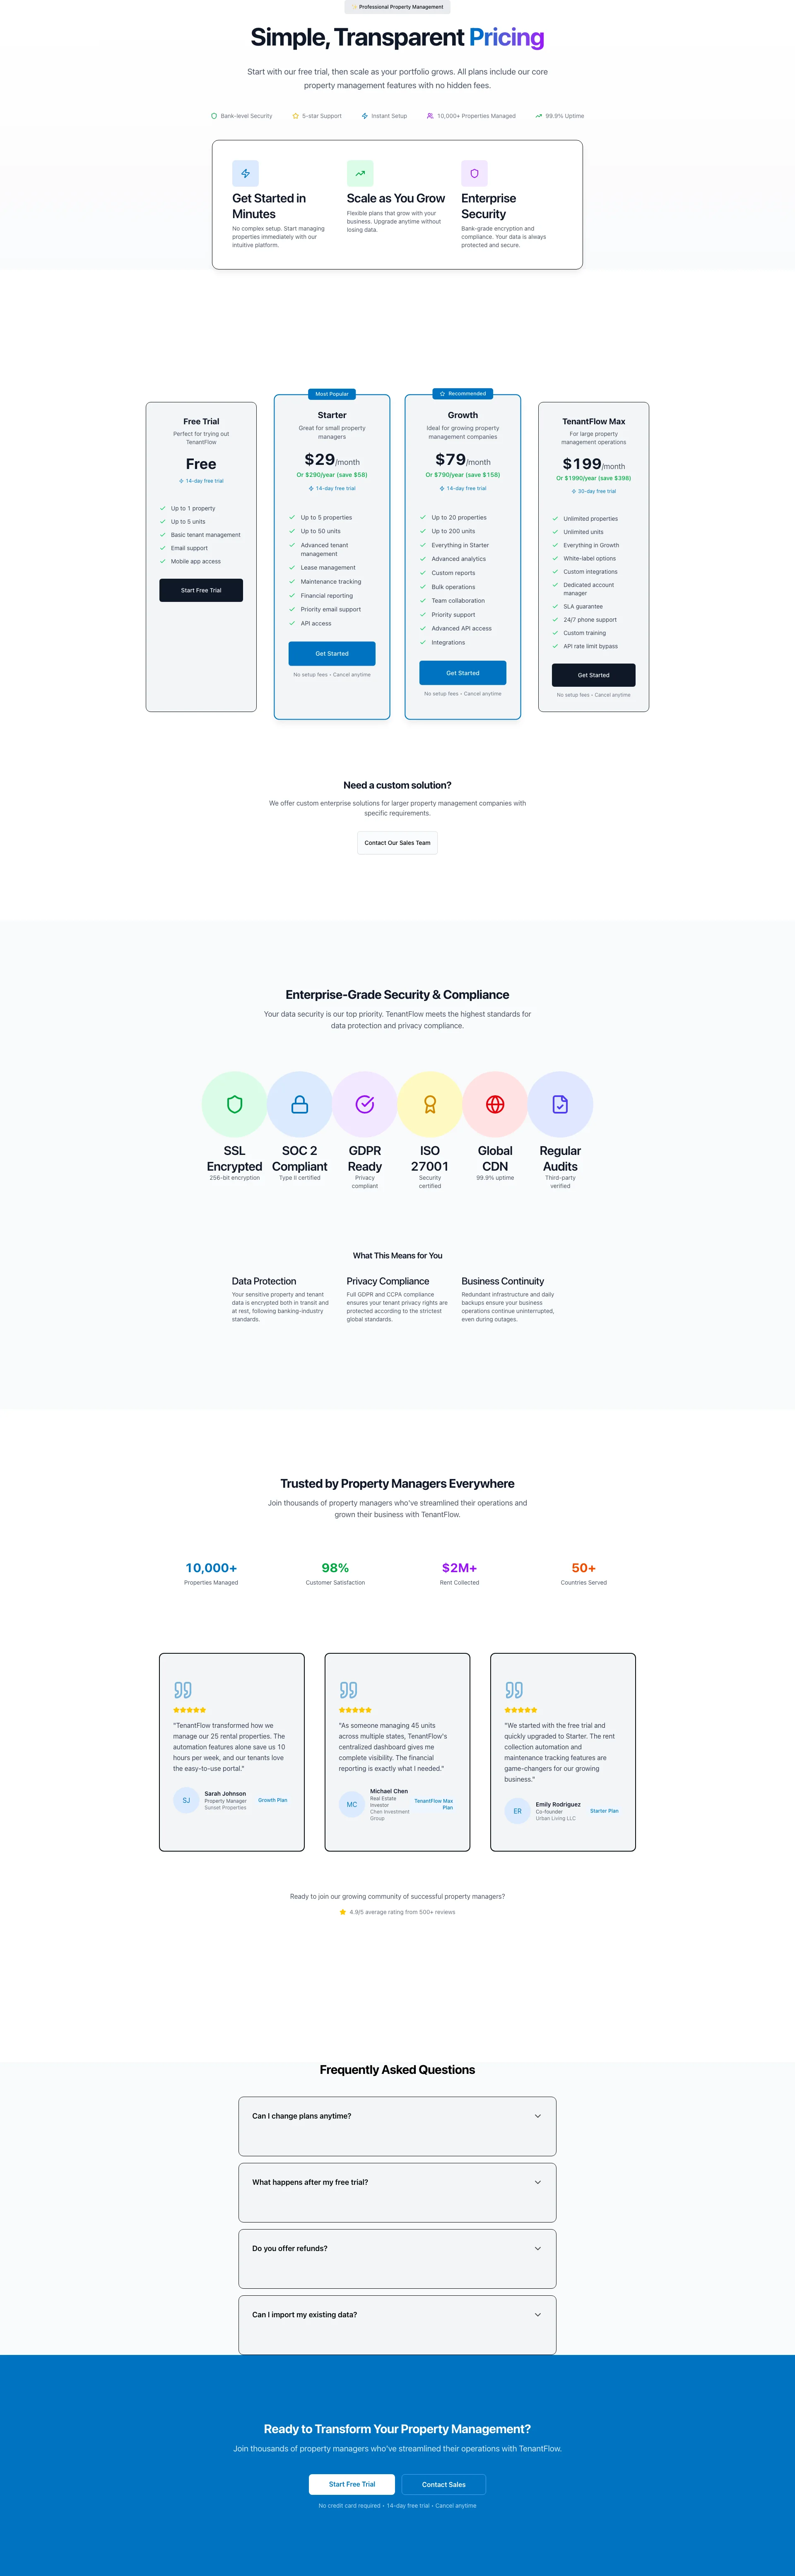 Professional Property Management
Simple, Transparent Pricing
Start with our free trial, then scale as your portfolio grows. All plans include our core
property management features with no hidden fees.
Bank-level Security
5-star Support
Instant Setup
10,000+ Properties Managed
99.9% Uptime
Get Started in
Minutes
No complex setup. Start managing
properties immediately with our
intuitive platform.
Scale as You Grow
Flexible plans that grow with your
business. Upgrade anytime without
losing data.
Enterprise
Security
Bank-grade encryption and
compliance. Your data is always
protected and secure.
Free Trial
Perfect for trying out
TenantFlow
Free
14-day free trial
Up to 1 property
Up to 5 units
Basic tenant management
Email support
Mobile app access
Start Free Trial
Most Popular
Starter
Great for small property
managers
$29/month
Or $290/year (save $58)
14-day free trial
Up to 5 properties
Up to 50 units
Advanced tenant
management
Lease management
Maintenance tracking
Financial reporting
Priority email support
API access
Get Started
No setup fees • Cancel anytime
Recommended
Growth
Ideal for growing property
management companies
$79/month
Or $790/year (save $158)
14-day free trial
Up to 20 properties
Up to 200 units
Everything in Starter
Advanced analytics
Custom reports
Bulk operations
Team collaboration
Priority support
Advanced API access
Integrations
Get Started
No setup fees • Cancel anytime
TenantFlow Max
For large property
management operations
$199/month
Or $1990/year (save $398)
30-day free trial
Unlimited properties
Unlimited units
Everything in Growth
White-label options
Custom integrations
Dedicated account
manager
SLA guarantee
24/7 phone support
Custom training
API rate limit bypass
Get Started
No setup fees • Cancel anytime
Need a custom solution?
We offer custom enterprise solutions for larger property management companies with
specific requirements.
Contact Our Sales Team
Enterprise-Grade Security & Compliance
Your data security is our top priority. TenantFlow meets the highest standards for
data protection and privacy compliance.
SSL
Encrypted
256-bit encryption
SOC 2
Compliant
Type II certified
GDPR
Ready
Privacy
compliant
ISO
27001
Security
certified
Global
CDN
99.9% uptime
Regular
Audits
Third-party
verified
What This Means for You
Data Protection
Your sensitive property and tenant
data is encrypted both in transit and
at rest, following banking-industry
standards.
Privacy Compliance
Full GDPR and CCPA compliance
ensures your tenant privacy rights are
protected according to the strictest
global standards.
Business Continuity
Redundant infrastructure and daily
backups ensure your business
operations continue uninterrupted,
even during outages.
Trusted by Property Managers Everywhere
Join thousands of property managers who've streamlined their operations and
grown their business with TenantFlow.
10,000+
Properties Managed
98%
Customer Satisfaction
$2M+
Rent Collected
50+
Countries Served
"TenantFlow transformed how we
manage our 25 rental properties. The
automation features alone save us 10
hours per week, and our tenants love
the easy-to-use portal."
SJ
Sarah Johnson
Property Manager
Sunset Properties
Growth Plan
"As someone managing 45 units
across multiple states, TenantFlow's
centralized dashboard gives me
complete visibility. The financial
reporting is exactly what I needed."
MC
Michael Chen
Real Estate
Investor
Chen Investment
Group
TenantFlow Max
Plan
"We started with the free trial and
quickly upgraded to Starter. The rent
collection automation and
maintenance tracking features are
game-changers for our growing
business."
ER
Emily Rodriguez
Co-founder
Urban Living LLC
Starter Plan
Ready to join our growing community of successful property managers?
4.9/5 average rating from 500+ reviews
Frequently Asked Questions
Can I change plans anytime?
What happens after my free trial?
Do you offer refunds?
Can I import my existing data?
Ready to Transform Your Property Management?
Join thousands of property managers who've streamlined their operations with TenantFlow.
Start Free Trial
Contact Sales
No credit card required • 14-day free trial • Cancel anytime